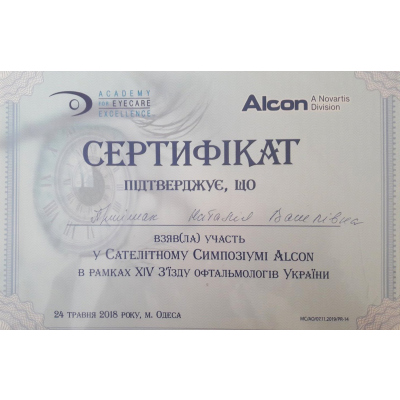 ACADEMY
FOR EYECARE
EXCELLENCE
Alcon A Novartis Division
СЕРТИФІКАТ
ПІДТВЕРДЖУЄ, ЩО
Наталія Василівна
ВЗЯВ(ЛА) УЧАСТЬ
У САТЕЛІТНОМУ СИМПОЗІУМІ ALCON
В РАМКАХ XIV З'ЇЗДУ ОФТАЛЬМОЛОГІВ УКРАЇНИ
24 ТРАВНЯ 2018 РОКУ, М. ОДЕСА